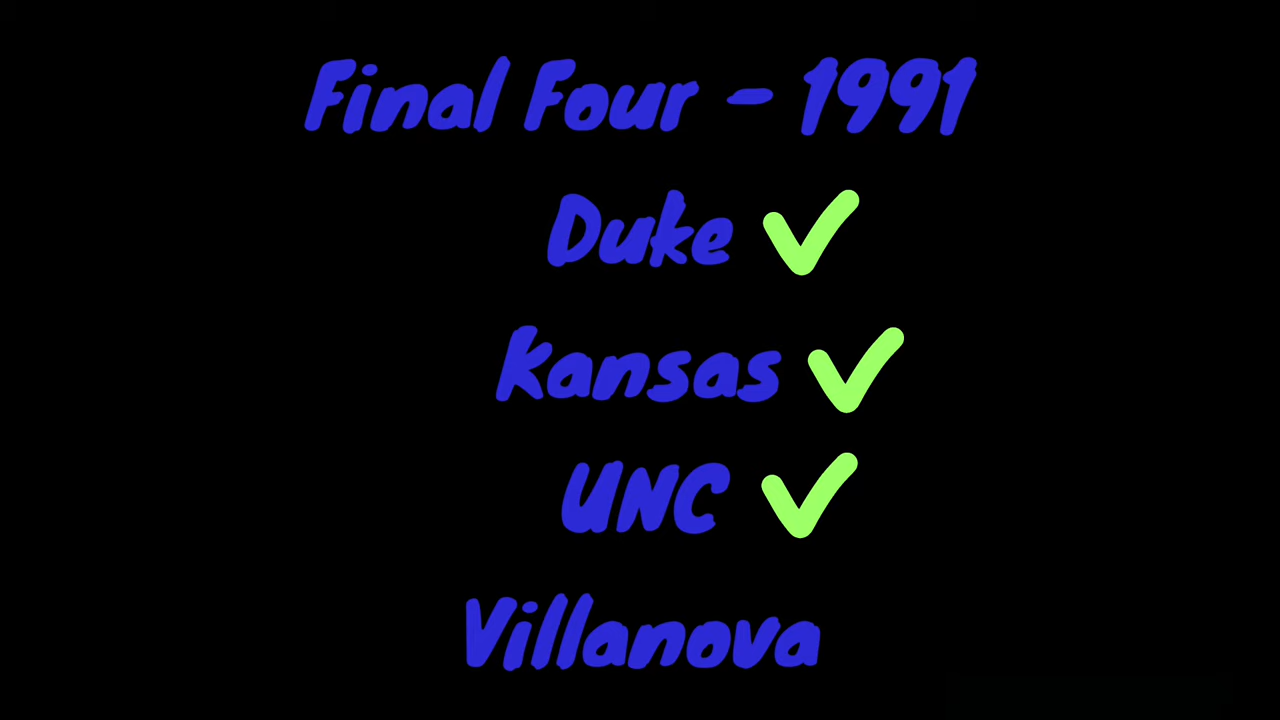 Final Four - 1991
Duke ✓
Kansas ✓
UNC ✓
Villanova